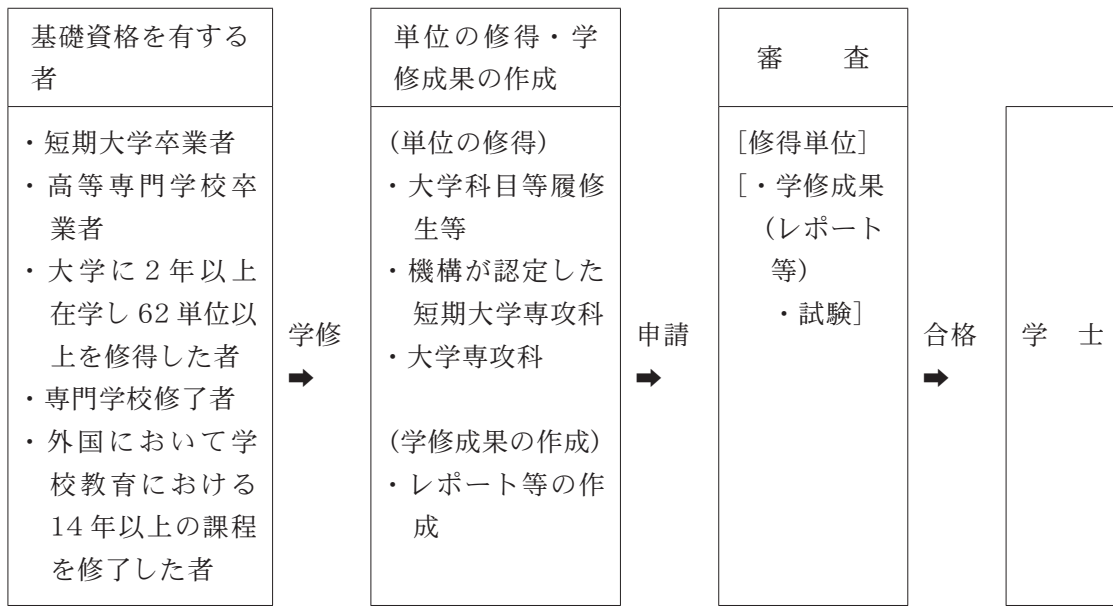 基礎資格を有する
者
・短期大学卒業者
・高等専門学校卒
業者
・大学に2年以上
在学し62単位以
上を修得した者
・専門学校修了者
・外国において学
校教育における
14年以上の課程
を修了した者
学修
➡
単位の修得・学
修成果の作成
(単位の修得)
・大学科目等履修
生等
・機構が認定した
短期大学専攻科
・大学専攻科
(学修成果の作成)
・レポート等の作
成
申請
➡
審　査
[修得単位]
[・学修成果
(レポート
等)
・試験]
合格
➡
学　士